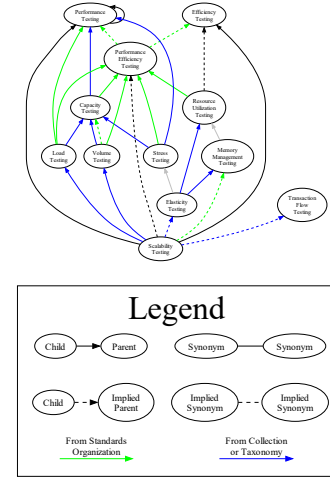 Performance
Testing
Efficiency
Testing
Performance
Efficiency
Testing
Capacity
Testing
Resource
Utilization
Testing
Load
Testing
Volume
Testing
Stress
Testing
Memory
Management
Testing
Elasticity
Testing
Transaction
Flow
Testing
Scalability
Testing
Legend
Child
Parent
Synonym
Synonym
Child
Implied
Parent
Implied
Synonym
Implied
Synonym
From Standards
Organization
From Collection
or Taxonomy